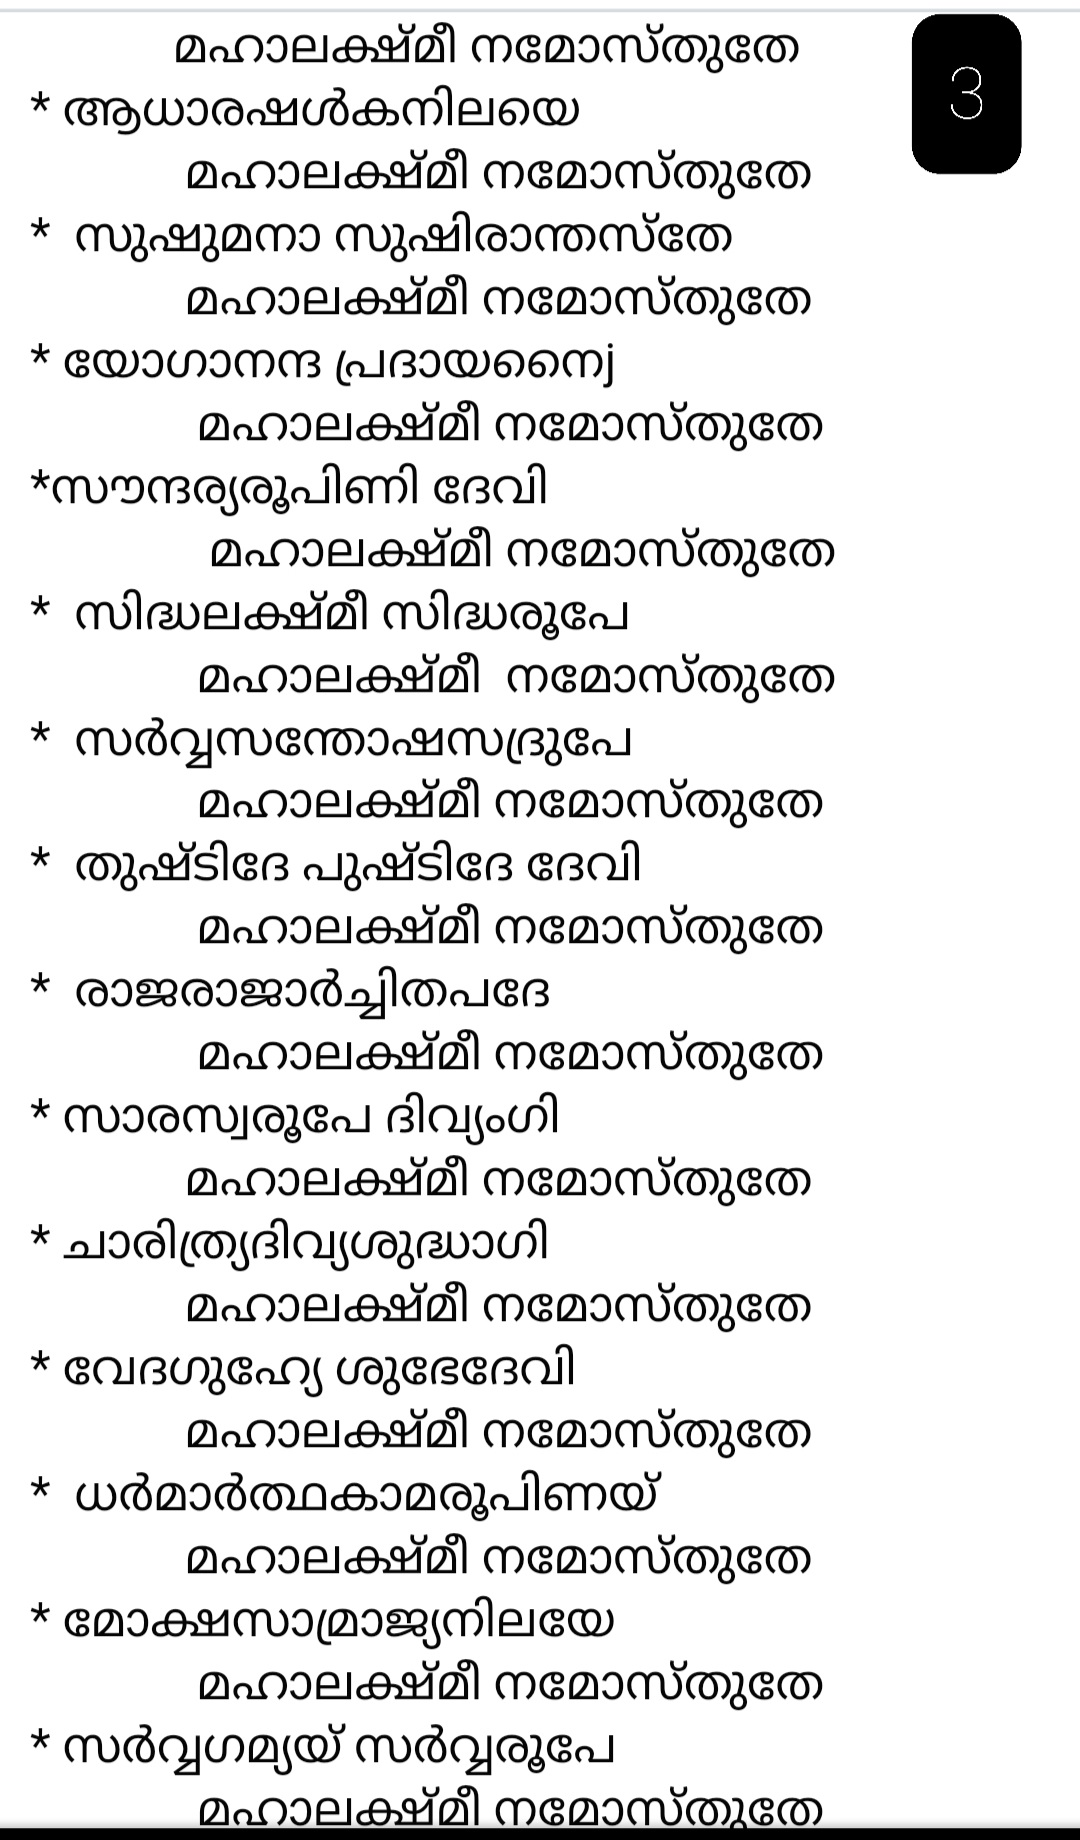 മഹാലക്ഷ്മീ നമോസ്തുതേ
3
* ആധാരഷൾകനിലയെ
മഹാലക്ഷ്മീ നമോസ്തുതേ
* സുഷുമനാ സുഷിരാന്തസ്തേ
മഹാലക്ഷ്മീ നമോസ്തുതേ
* യോഗാനന്ദ പ്രദായനൈj
മഹാലക്ഷ്മീ നമോസ്തുതേ
*സൗന്ദര്യരൂപിണി ദേവി
മഹാലക്ഷ്മീ നമോസ്തുതേ
* സിദ്ധലക്ഷ്മീ സിദ്ധരൂപേ
മഹാലക്ഷ്മീ നമോസ്തുതേ
* സർവ്വസന്തോഷസദ്രുപേ
മഹാലക്ഷ്മീ നമോസ്തുതേ
* തുഷ്ടിദേ പുഷ്ടിദേ ദേവി
മഹാലക്ഷ്മീ നമോസ്തുതേ
* രാജരാജാർച്ചിതപദേ
മഹാലക്ഷ്മീ നമോസ്തുതേ
* സാരസ്വരൂപേ ദിവ്യംഗി
മഹാലക്ഷ്മീ നമോസ്തുതേ
* ചാരിത്ര്യദിവ്യശുദ്ധാഗി
മഹാലക്ഷ്മീ നമോസ്തുതേ
* വേദഗുഹ്യേ ശുഭേദേവി
മഹാലക്ഷ്മീ നമോസ്തുതേ
* ധർമാർത്ഥകാമരൂപിണയ്
മഹാലക്ഷ്മീ നമോസ്തുതേ
* മോക്ഷസാമ്രാജ്യനിലയേ
മഹാലക്ഷ്മീ നമോസ്തുതേ
* സർവ്വഗമ്യയ് സർവ്വരൂപേ
മഹാലക്ഷ്മീ നമോസ്തുതേ